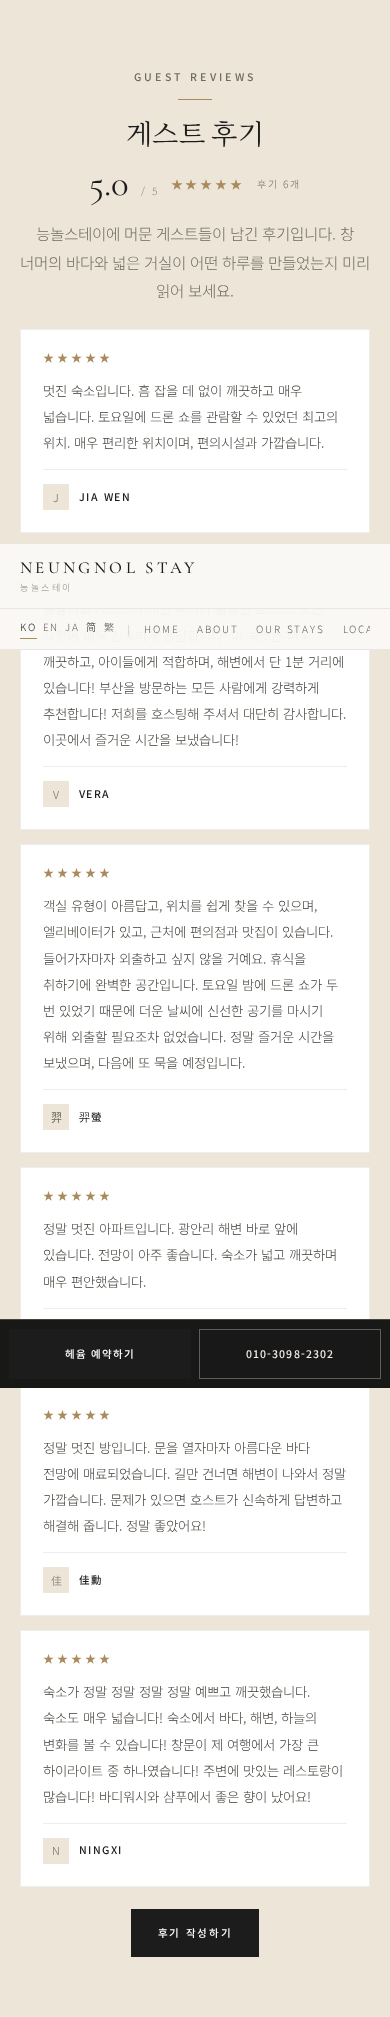 GUEST REVIEWS
게스트 후기
5.0 / 5 ★★★★★ 후기 6개
능놀스테이에 머문 게스트들이 남긴 후기입니다. 창
너머의 바다와 넓은 거실이 어떤 하루를 만들었는지 미리
읽어 보세요.
★★★★★
멋진 숙소입니다. 흠 잡을 데 없이 깨끗하고 매우
넓습니다. 토요일에 드론 쇼를 관람할 수 있었던 최고의
위치. 매우 편리한 위치이며, 편의시설과 가깝습니다.
J JIA WEN
NEUNGNOL STAY
능놀스테이
KO EN JA 简 繁 | HOME ABOUT OUR STAYS LOCA
깨끗하고, 아이들에게 적합하며, 해변에서 단 1분 거리에
있습니다! 부산을 방문하는 모든 사람에게 강력하게
추천합니다! 저희를 호스팅해 주셔서 대단히 감사합니다.
이곳에서 즐거운 시간을 보냈습니다!
V VERA
★★★★★
객실 유형이 아름답고, 위치를 쉽게 찾을 수 있으며,
엘리베이터가 있고, 근처에 편의점과 맛집이 있습니다.
들어가자마자 외출하고 싶지 않을 거예요. 휴식을
취하기에 완벽한 공간입니다. 토요일 밤에 드론 쇼가 두
번 있었기 때문에 더운 날씨에 신선한 공기를 마시기
위해 외출할 필요조차 없었습니다. 정말 즐거운 시간을
보냈으며, 다음에 또 묵을 예정입니다.
羿 羿螢
★★★★★
정말 멋진 아파트입니다. 광안리 해변 바로 앞에
있습니다. 전망이 아주 좋습니다. 숙소가 넓고 깨끗하며
매우 편안했습니다.
헤윰 예약하기
010-3098-2302
★★★★★
정말 멋진 방입니다. 문을 열자마자 아름다운 바다
전망에 매료되었습니다. 길만 건너면 해변이 나와서 정말
가깝습니다. 문제가 있으면 호스트가 신속하게 답변하고
해결해 줍니다. 정말 좋았어요!
佳 佳勳
★★★★★
숙소가 정말 정말 정말 정말 예쁘고 깨끗했습니다.
숙소도 매우 넓습니다! 숙소에서 바다, 해변, 하늘의
변화를 볼 수 있습니다! 창문이 제 여행에서 가장 큰
하이라이트 중 하나였습니다! 주변에 맛있는 레스토랑이
많습니다! 바디워시와 샴푸에서 좋은 향이 났어요!
N NINGXI
후기 작성하기